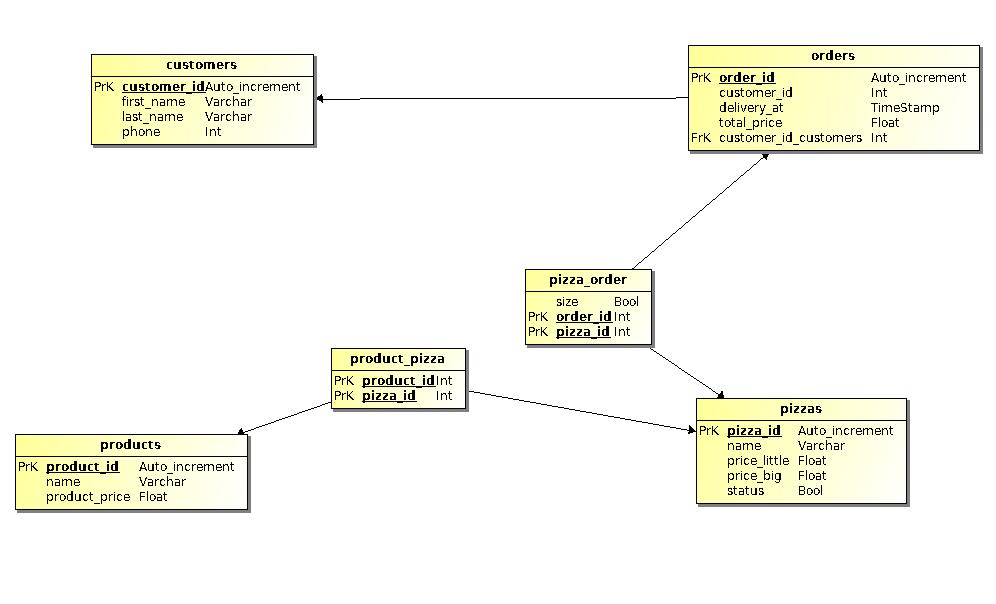 customers
PrK customer_id Auto_increment
first_name Varchar
last_name Varchar
phone Int
orders
PrK order_id Auto_increment
customer_id Int
delivery_at TimeStamp
total_price Float
FrK customer_id_customers Int
pizza_order
size Bool
PrK order_id Int
PrK pizza_id Int
product_pizza
PrK product_id Int
PrK pizza_id Int
pizzas
PrK pizza_id Auto_increment
name Varchar
price_little Float
price_big Float
status Bool
products
PrK product_id Auto_increment
name Varchar
product_price Float